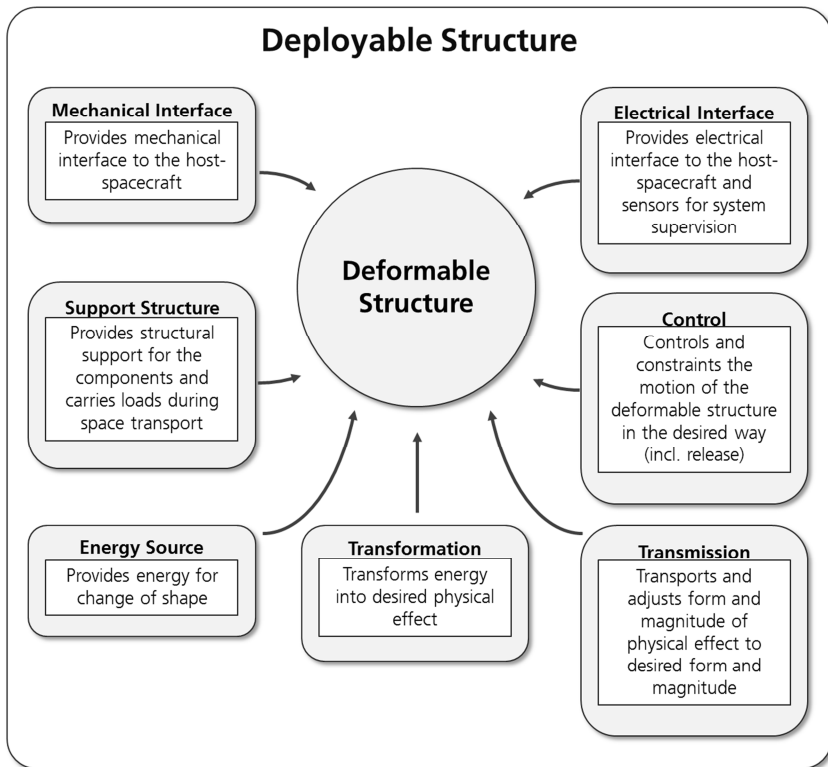 Deployable Structure
Mechanical Interface
Provides mechanical
interface to the host-
spacecraft
Electrical Interface
Provides electrical
interface to the host-
spacecraft and
sensors for system
supervision
Deformable
Structure
Support Structure
Provides structural
support for the
components and
carries loads during
space transport
Control
Controls and
constraints the
motion of the
deformable structure
in the desired way
(incl. release)
Energy Source
Provides energy for
change of shape
Transformation
Transforms energy
into desired physical
effect
Transmission
Transports and
adjusts form and
magnitude of
physical effect to
desired form and
magnitude